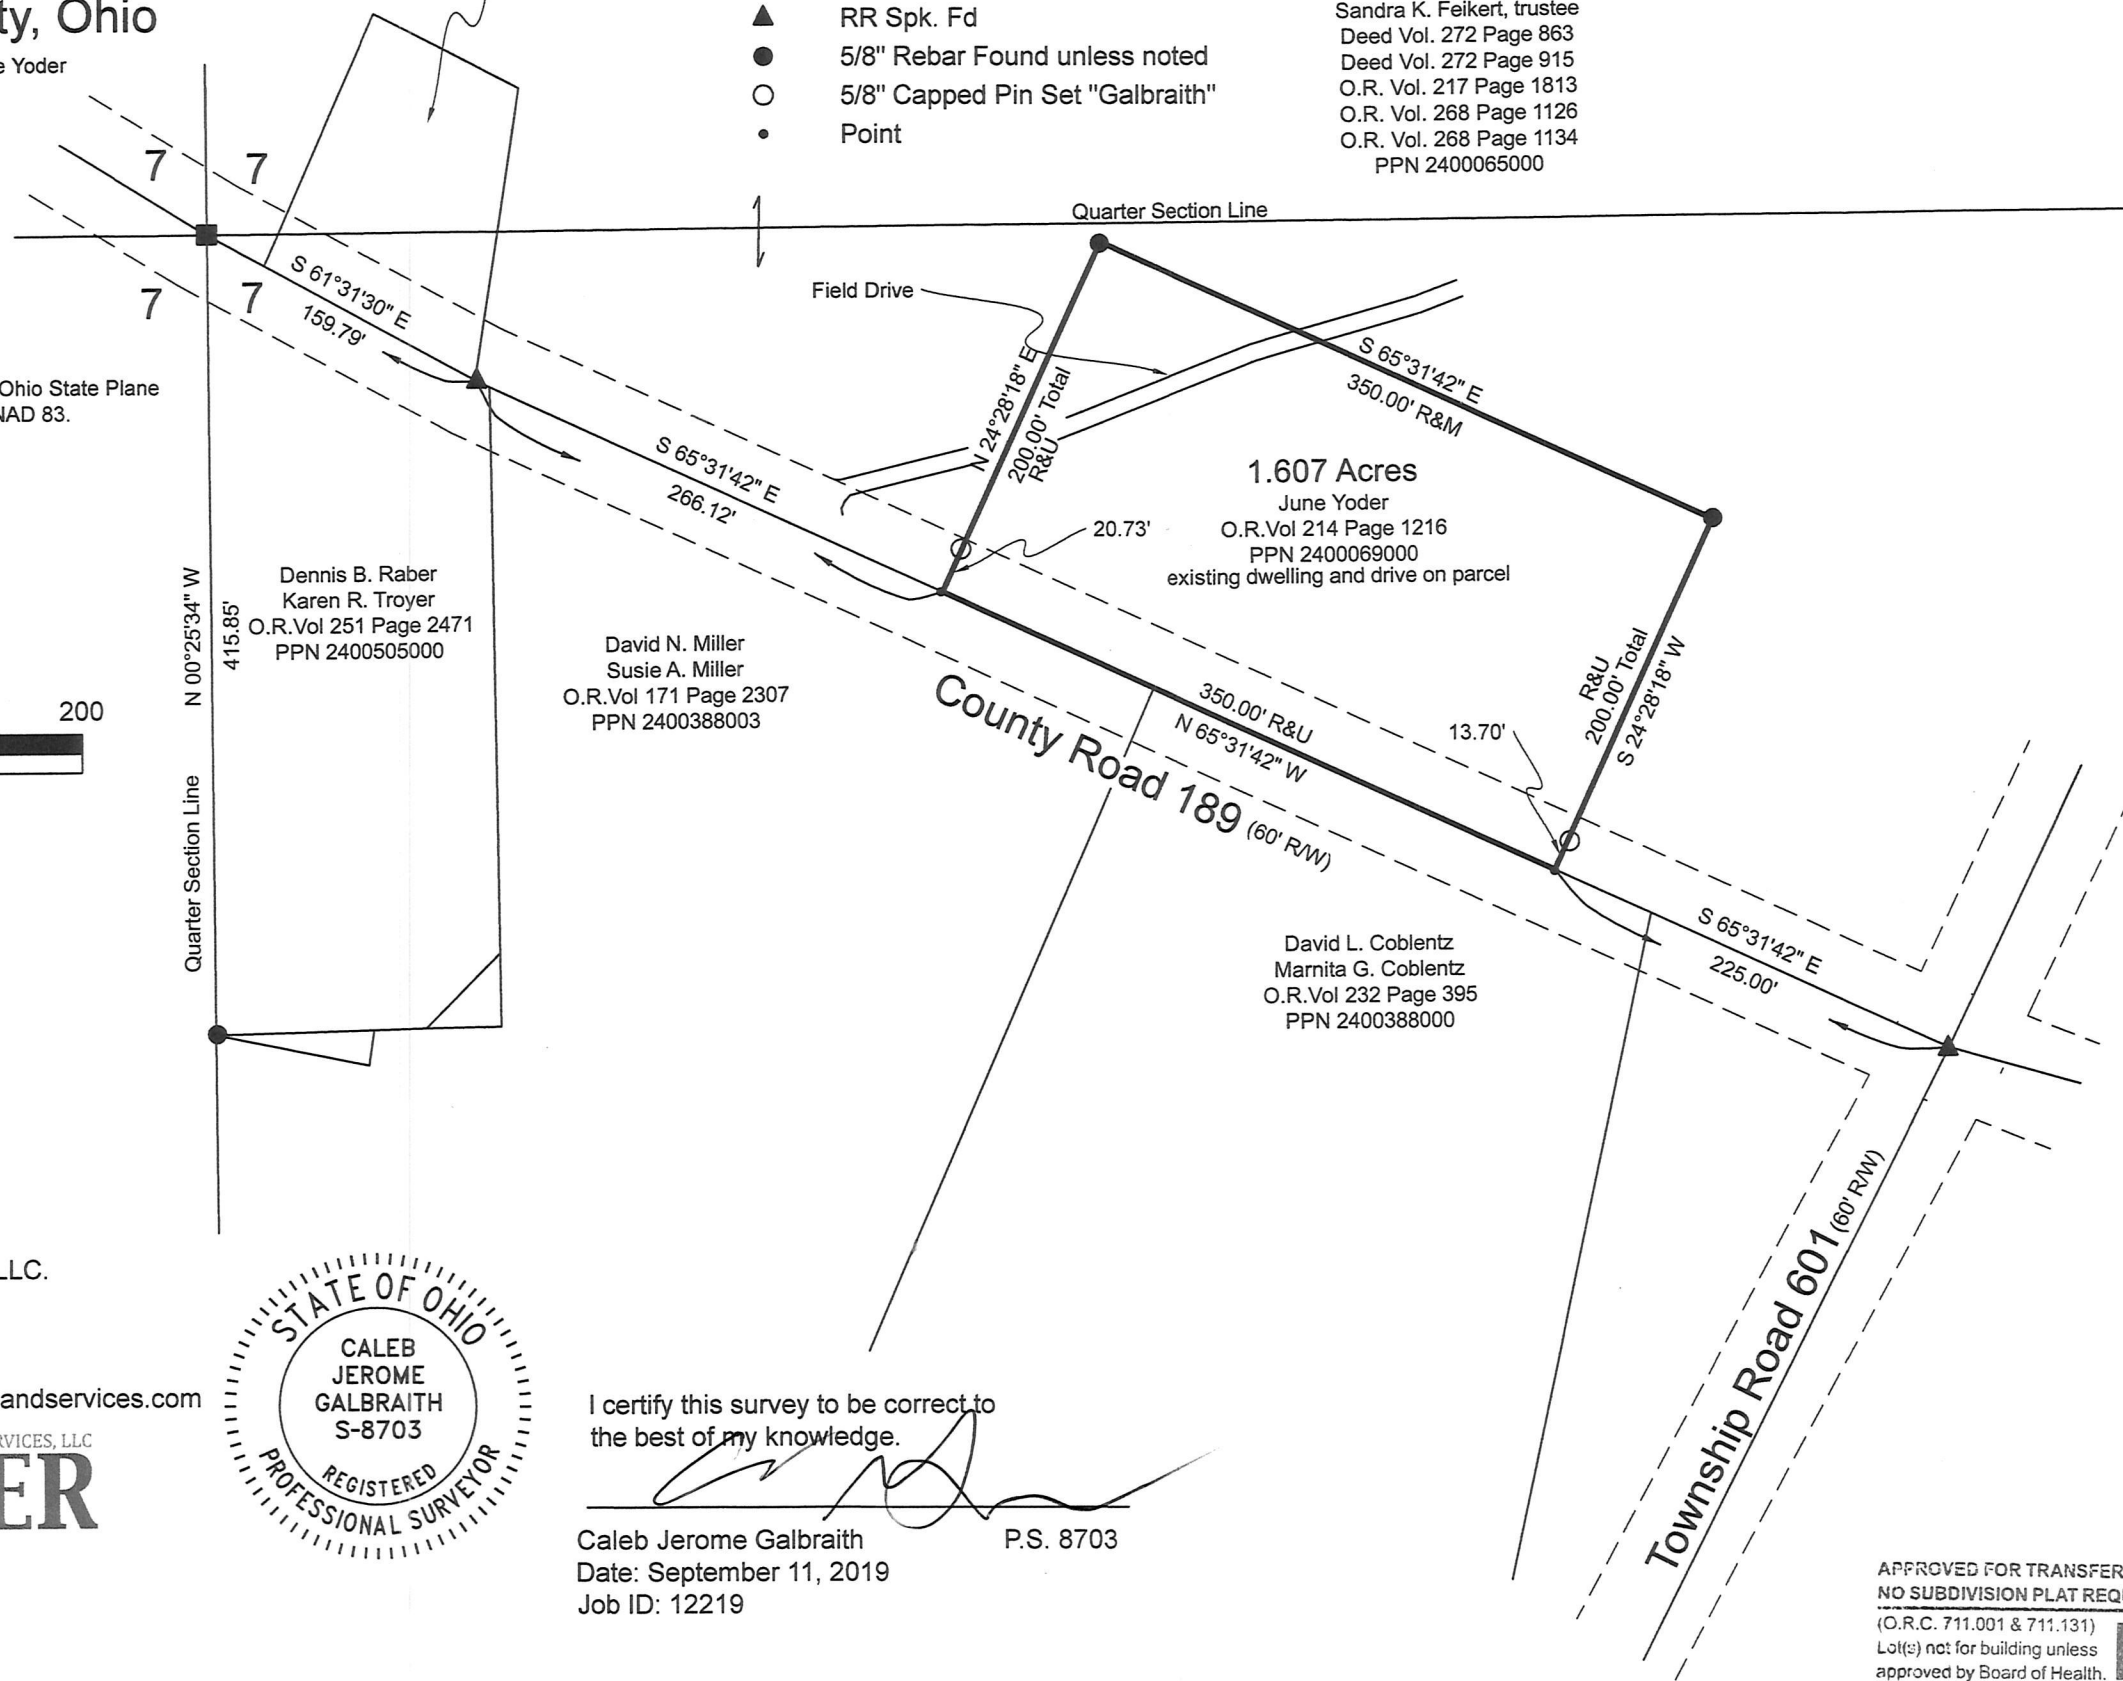 ty, Ohio
e Yoder
RR Spk. Fd
5/8" Rebar Found unless noted
5/8" Capped Pin Set "Galbraith"
Point
Sandra K. Feikert, trustee
Deed Vol. 272 Page 863
Deed Vol. 272 Page 915
O.R. Vol. 217 Page 1813
O.R. Vol. 268 Page 1126
O.R. Vol. 268 Page 1134
PPN 2400065000
7
7
7
7
Quarter Section Line
Field Drive
S 61°31'30" E
159.79'
Ohio State Plane
NAD 83.
S 65°31'42" E
266.12'
N 24°28'18" E
200.00' Total
R&U
S 65°31'42" E
350.00' R&M
1.607 Acres
June Yoder
O.R.Vol 214 Page 1216
PPN 2400069000
existing dwelling and drive on parcel
20.73'
N 00°25'34" W
415.85'
Quarter Section Line
Dennis B. Raber
Karen R. Troyer
O.R.Vol 251 Page 2471
PPN 2400505000
David N. Miller
Susie A. Miller
O.R.Vol 171 Page 2307
PPN 2400388003
200
County Road 189 (60' R/W)
350.00' R&U
N 65°31'42" W
13.70'
R&U
200.00' Total
S 24°28'18" W
S 65°31'42" E
225.00'
David L. Coblentz
Marnita G. Coblentz
O.R.Vol 232 Page 395
PPN 2400388000
Township Road 601 (60' R/W)
LLC.
andservices.com
RVICES, LLC
ER
STATE OF OHIO
CALEB
JEROME
GALBRAITH
S-8703
REGISTERED
PROFESSIONAL SURVEYOR
I certify this survey to be correct to
the best of my knowledge.
Caleb Jerome Galbraith P.S. 8703
Date: September 11, 2019
Job ID: 12219
APPROVED FOR TRANSFER
NO SUBDIVISION PLAT REQU
(O.R.C. 711.001 & 711.131)
Lot(s) not for building unless
approved by Board of Health.